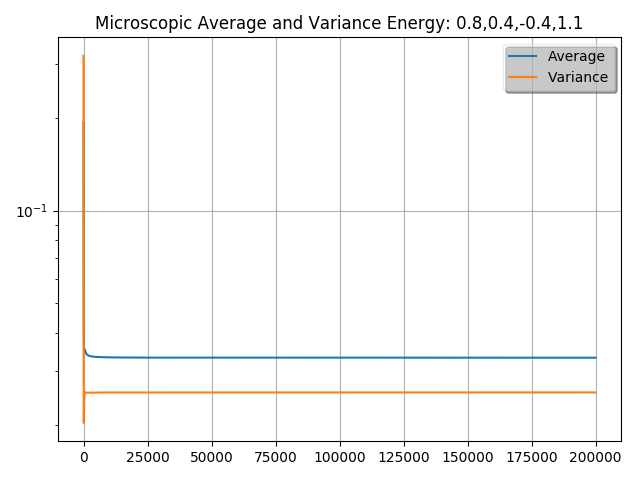 Microscopic Average and Variance Energy: 0.8,0.4,-0.4,1.1
Average
Variance
10⁻¹
0 25000 50000 75000 100000 125000 150000 175000 200000